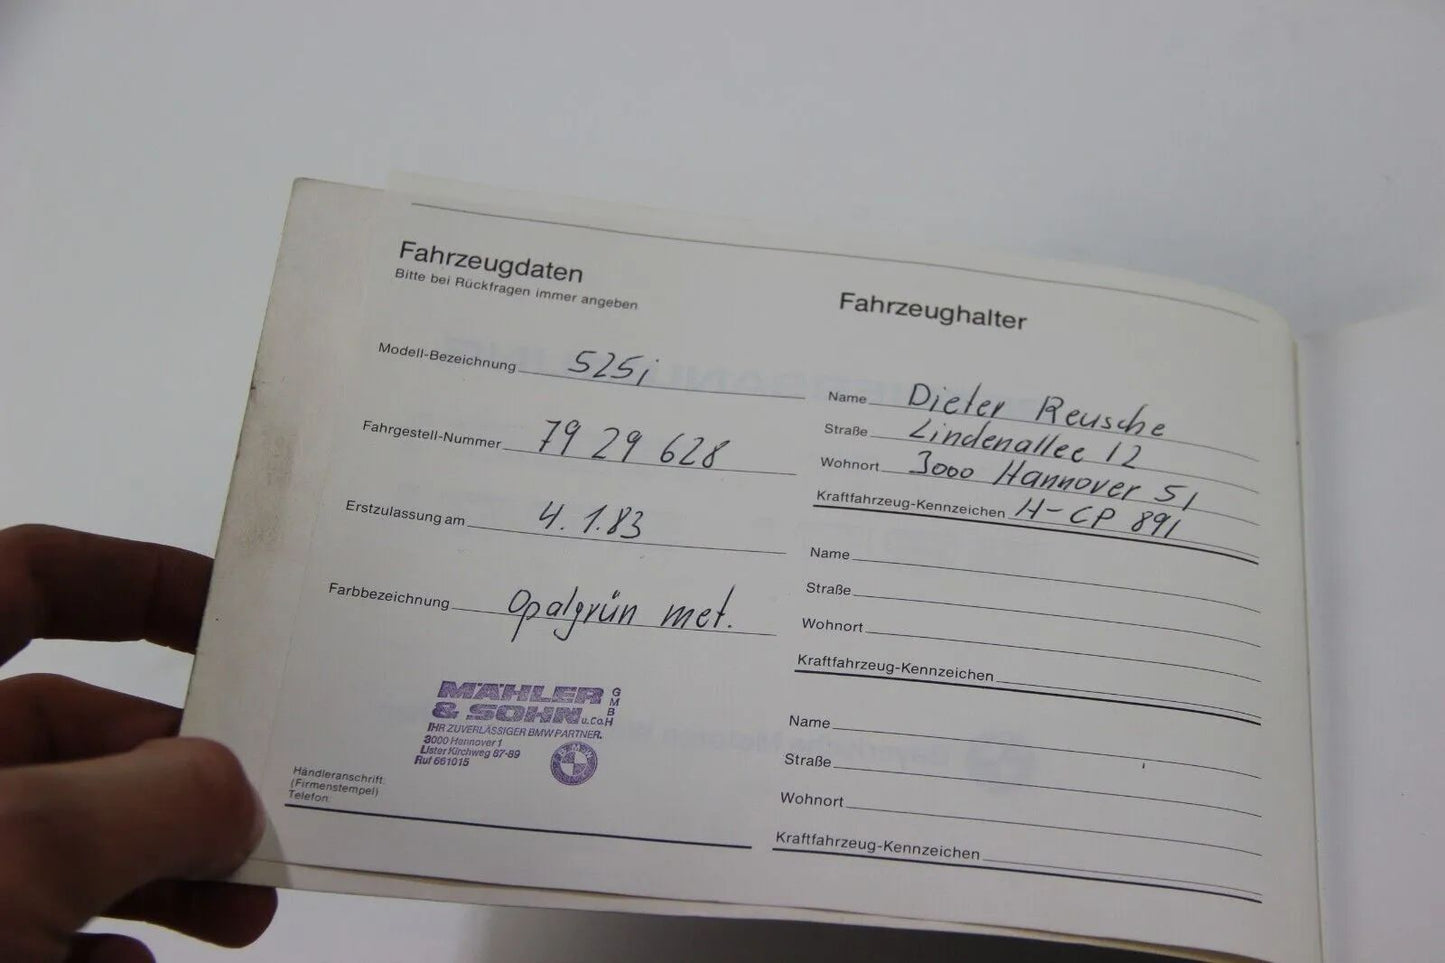 Fahrzeugdaten
Bitte bei Rückfragen immer angeben
Modell-Bezeichnung 525i
Fahrgestell-Nummer 79 29 628
Erstzulassung am 4.1.83
Farbbezeichnung Opalgrün met.
MÄHLER & SOHN GMBH u.Co.
IHR ZUVERLÄSSIGER BMW PARTNER.
3000 Hannover 1
Lister Kirchweg 87-89
Ruf 661015
BMW
Händleranschrift:
(Firmenstempel)
Telefon:
Fahrzeughalter
Name Dieter Reusche
Straße Lindenallee 12
Wohnort 3000 Hannover 51
Kraftfahrzeug-Kennzeichen H-CP 891
Name
Straße
Wohnort
Kraftfahrzeug-Kennzeichen
Name
Straße
Wohnort
Kraftfahrzeug-Kennzeichen